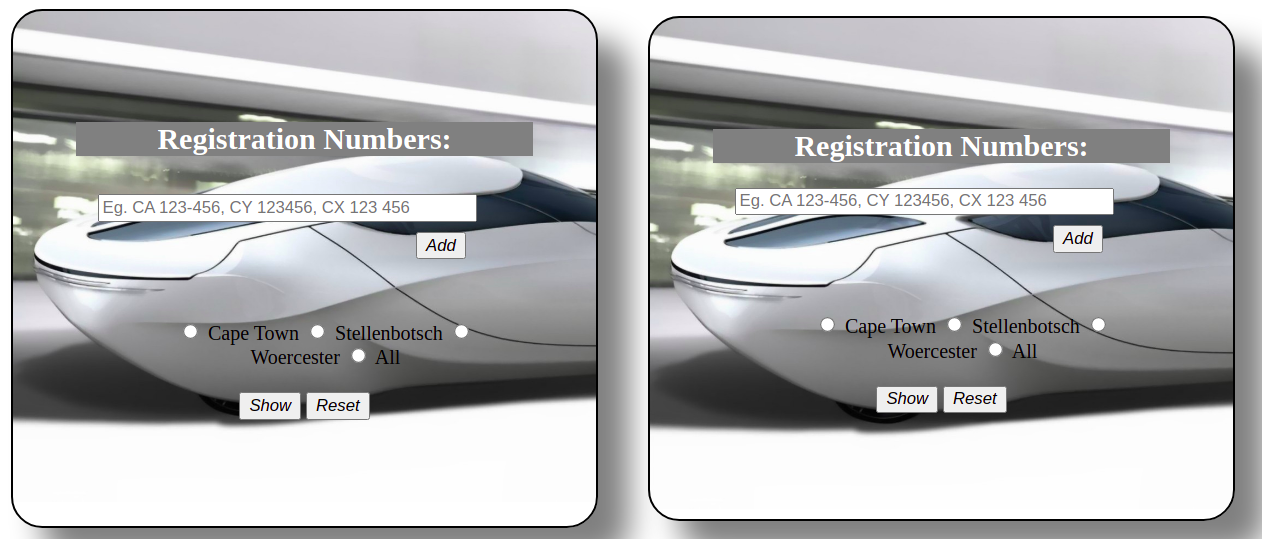 Registration Numbers:
Eg. CA 123-456, CY 123456, CX 123 456
Add
Cape Town Stellenbotsch
Woercester All
Show Reset
Registration Numbers:
Eg. CA 123-456, CY 123456, CX 123 456
Add
Cape Town Stellenbotsch
Woercester All
Show Reset